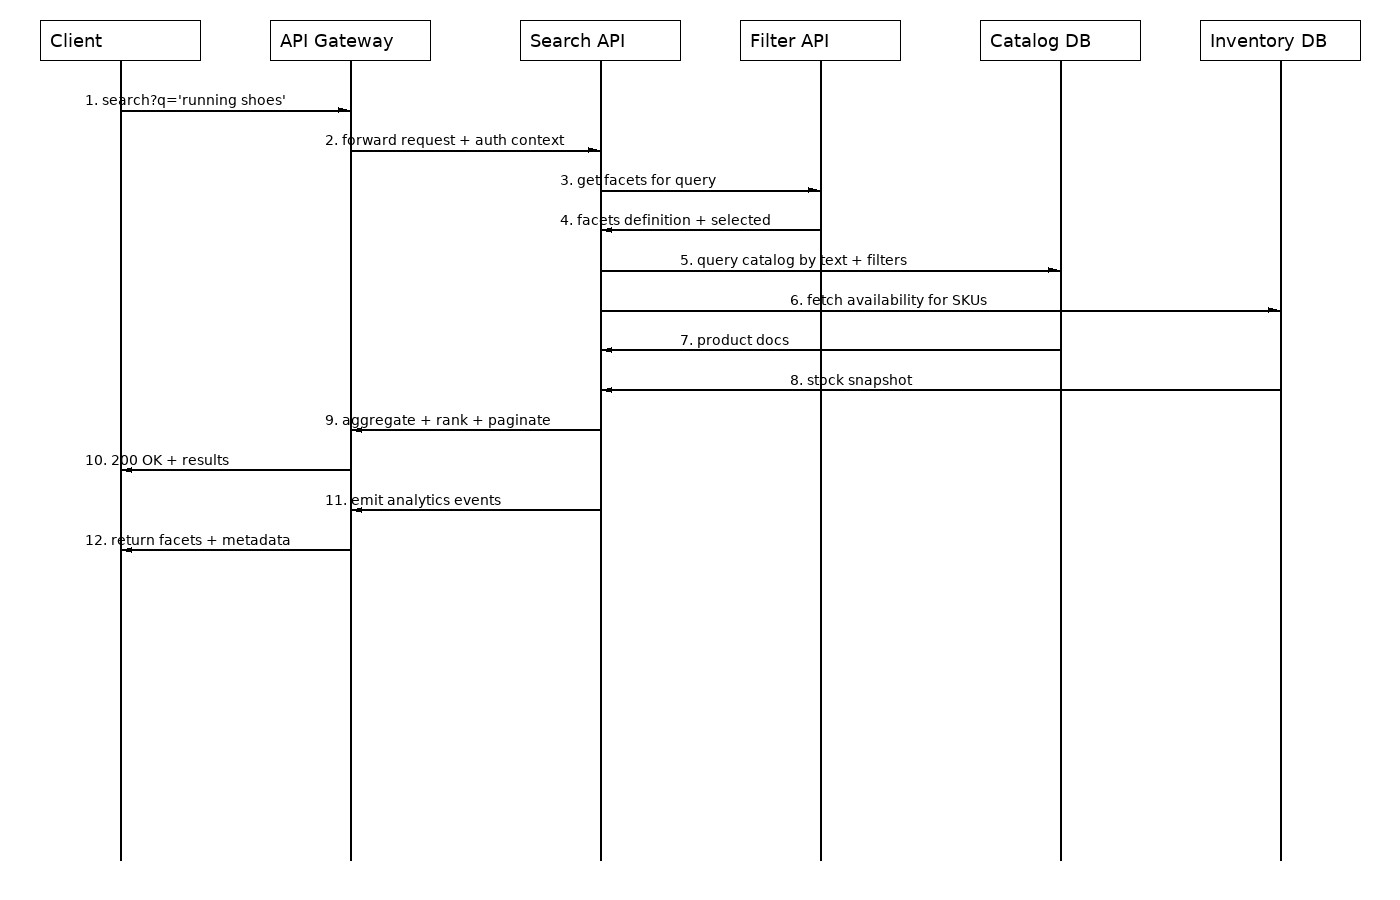 Client
API Gateway
Search API
Filter API
Catalog DB
Inventory DB
1. search?q='running shoes'
2. forward request + auth context
3. get facets for query
4. facets definition + selected
5. query catalog by text + filters
6. fetch availability for SKUs
7. product docs
8. stock snapshot
9. aggregate + rank + paginate
10. 200 OK + results
11. emit analytics events
12. return facets + metadata